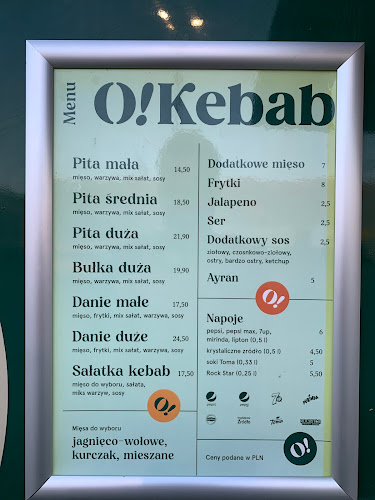 Menu
O!Kebab
Pita mała 14,50
mięso, warzywa, mix sałat, sosy
Pita średnia 18,50
mięso, warzywa, mix sałat, sosy
Pita duża 21,90
mięso, warzywa, mix sałat, sosy
Bułka duża 19,90
mięso, warzywa, mix sałat, sosy
Danie małe 17,50
mięso, frytki, mix sałat, warzywa, sosy
Danie duże 24,50
mięso, frytki, mix sałat, warzywa, sosy
Sałatka kebab 17,50
mięso do wyboru, sałata,
miks warzyw, sosy
O!
Mięsa do wyboru
jagnięco-wołowe,
kurczak, mieszane
Dodatkowe mięso 7
Frytki 8
Jalapeno 2,5
Ser 2,5
Dodatkowy sos 2,5
ziołowy, czosnkowo-ziołowy,
ostry, bardzo ostry, ketchup
Ayran 5
O!
Napoje 6
pepsi, pepsi max, 7up,
mirinda, lipton (0,5 l)
krystaliczne źródło (0,5 l) 4,50
soki Toma (0,33 l) 5
Rock Star (0,25 l) 5,50
pepsi
Toma
ROCKSTAR
Ceny podane w PLN
O!